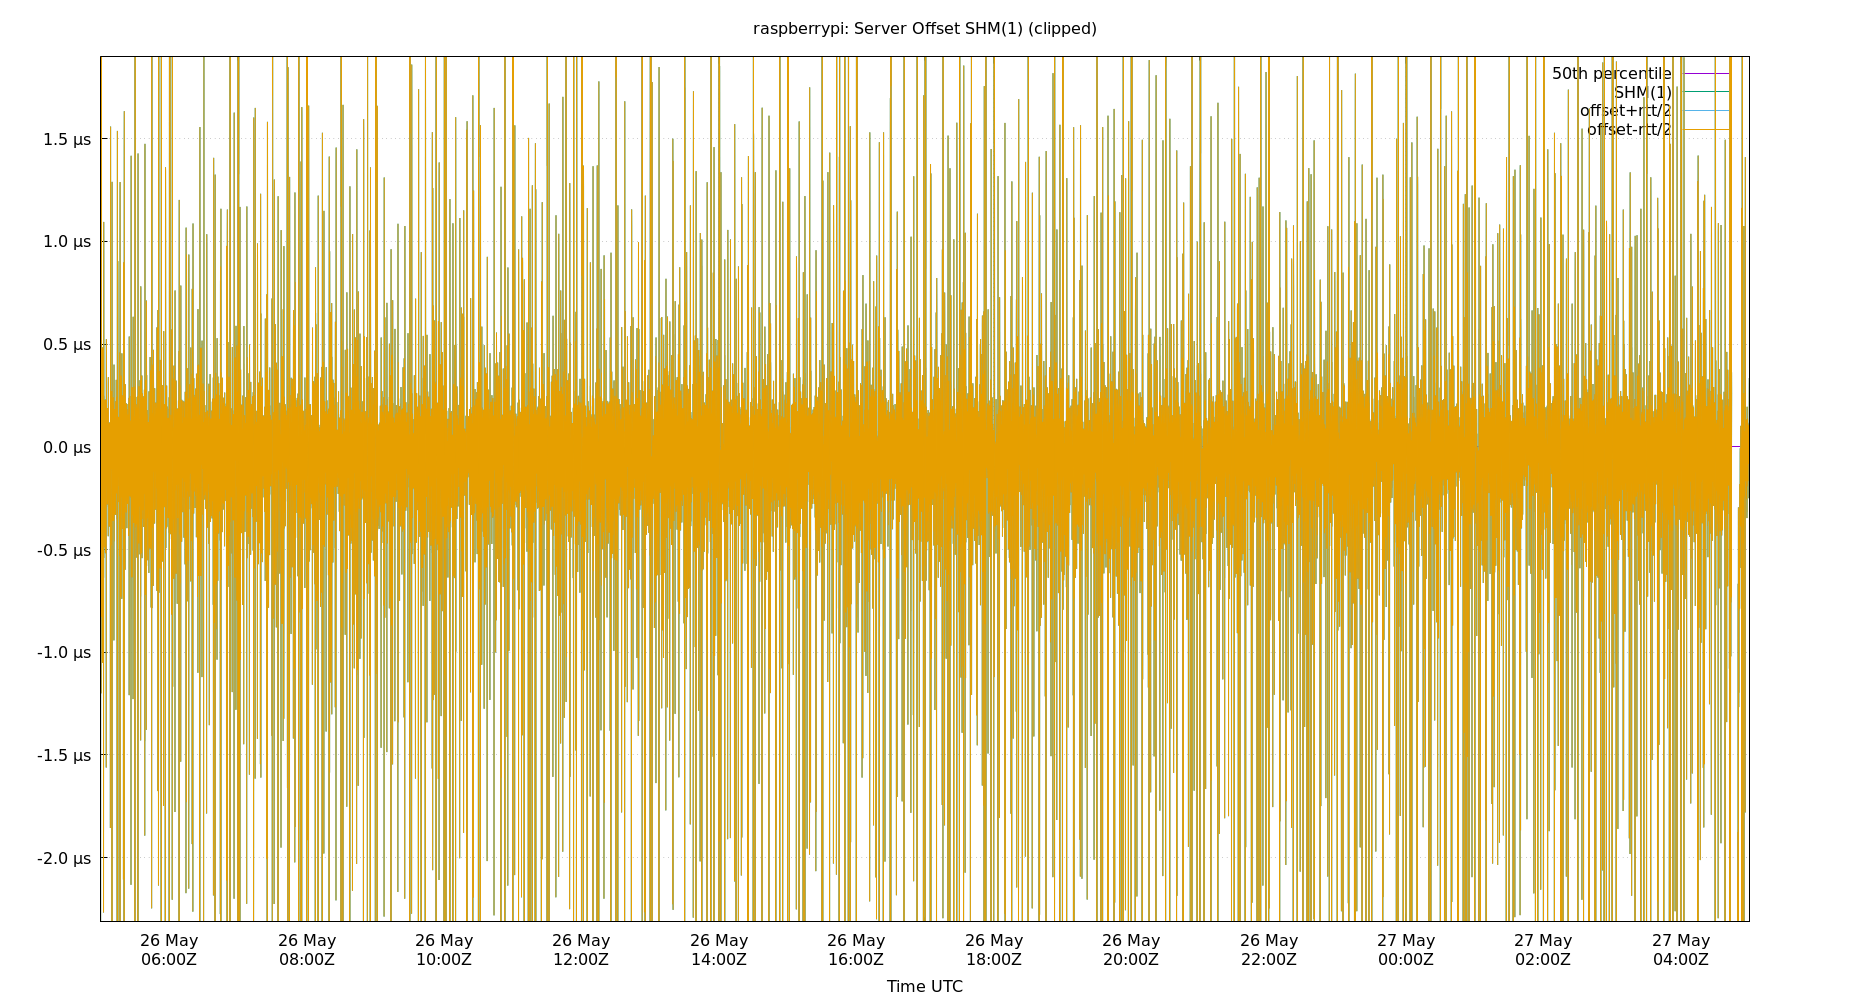 raspberrypi: Server Offset SHM(1) (clipped)
50th percentile
SHM(1)
offset+rtt/2
offset-rtt/2
1.5 µs
1.0 µs
0.5 µs
0.0 µs
-0.5 µs
-1.0 µs
-1.5 µs
-2.0 µs
26 May 26 May 26 May 26 May 26 May 26 May 26 May 26 May 26 May 27 May 27 May 27 May
06:00Z 08:00Z 10:00Z 12:00Z 14:00Z 16:00Z 18:00Z 20:00Z 22:00Z 00:00Z 02:00Z 04:00Z
Time UTC